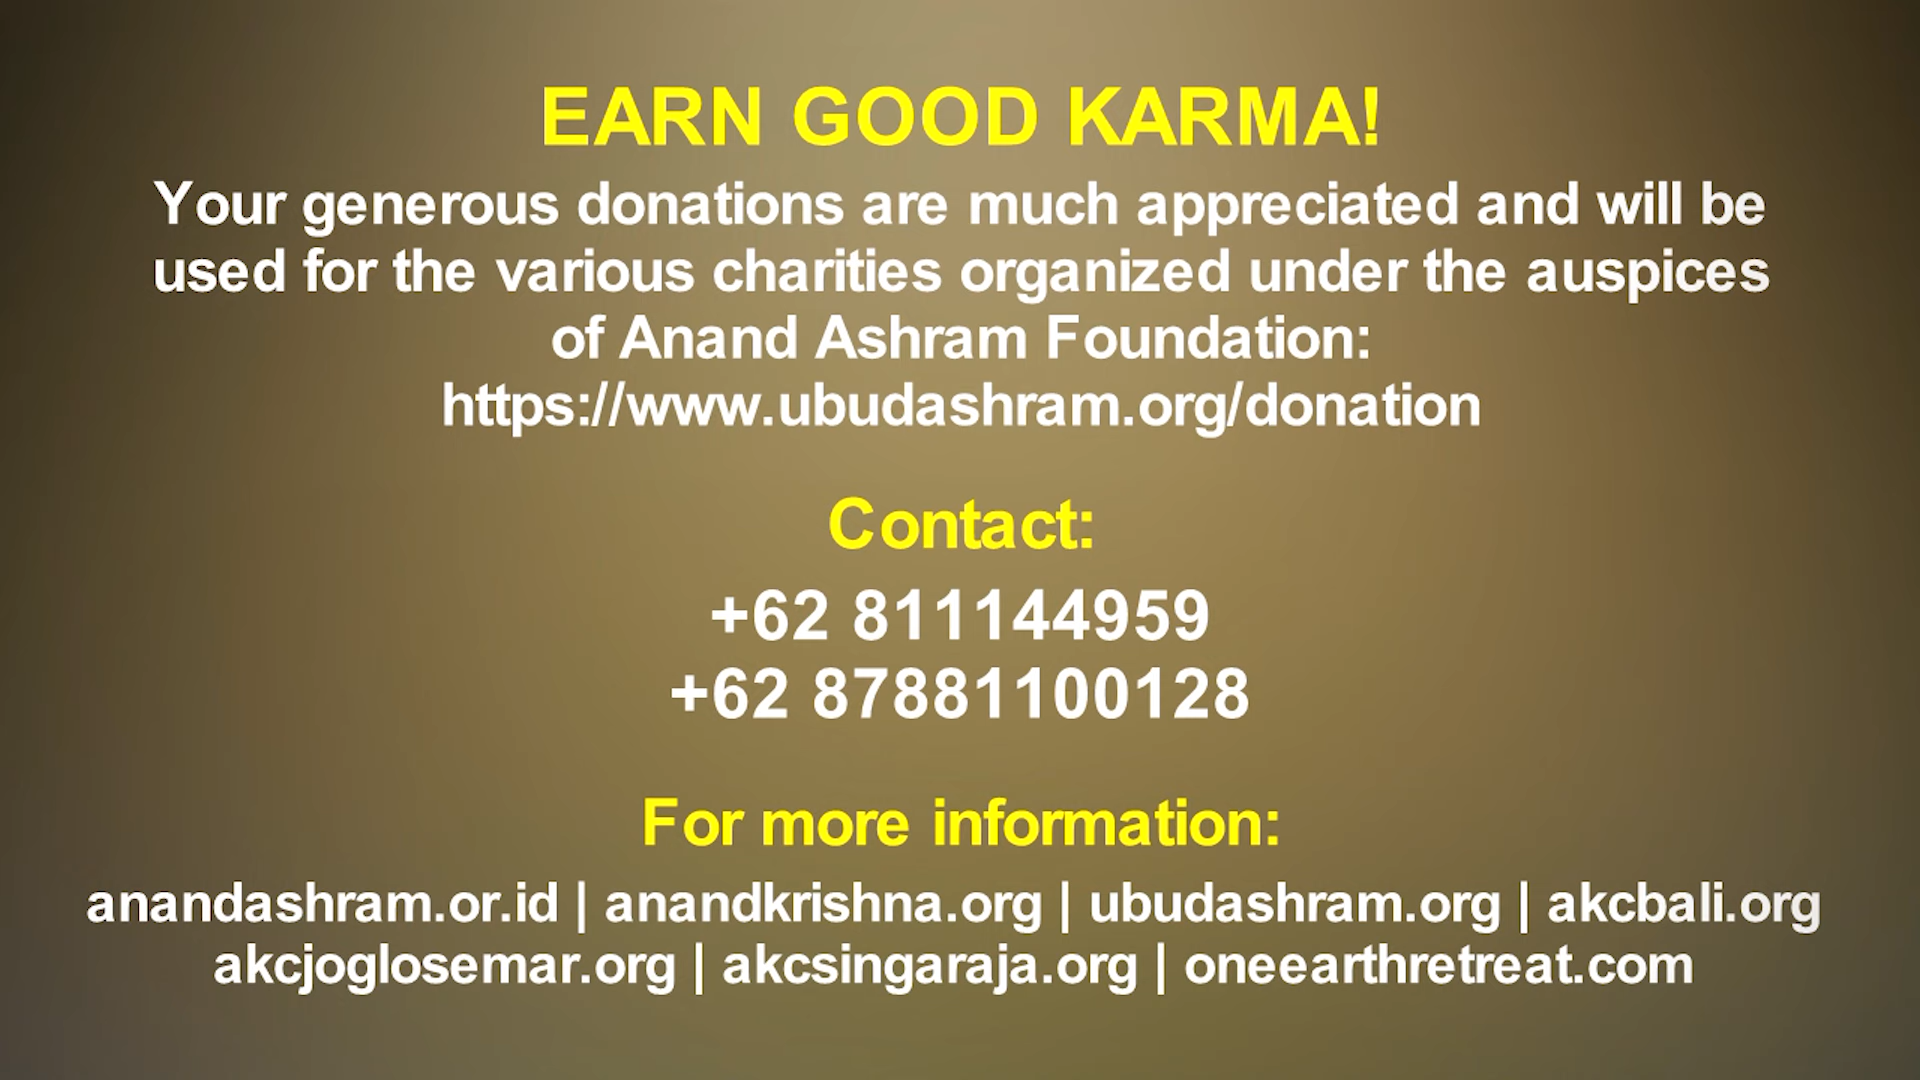 EARN GOOD KARMA!
Your generous donations are much appreciated and will be
used for the various charities organized under the auspices
of Anand Ashram Foundation:
https://www.ubudashram.org/donation
Contact:
+62 811144959
+62 87881100128
For more information:
anandashram.or.id | anandkrishna.org | ubudashram.org | akcbali.org
akcjoglosemar.org | akcsingaraja.org | oneearthretreat.com